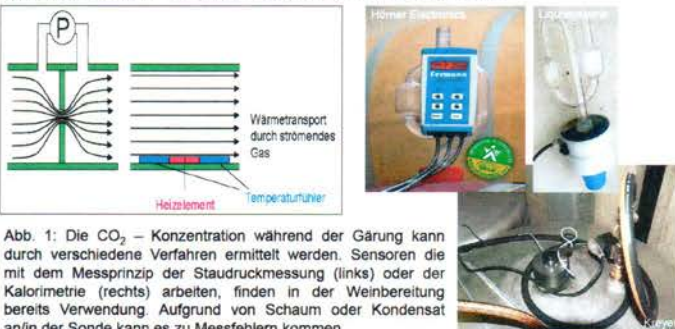 P
Wärmetransport
durch strömendes
Gas
Heizelement
Temperaturfühler
Hörner Electronics
Fermann
Abb. 1: Die CO₂ – Konzentration während der Gärung kann
durch verschiedene Verfahren ermittelt werden. Sensoren die
mit dem Messprinzip der Staudruckmessung (links) oder der
Kalorimetrie (rechts) arbeiten, finden in der Weinbereitung
bereits Verwendung. Aufgrund von Schaum oder Kondensat
an/in der Sonde kann es zu Messfehlern kommen